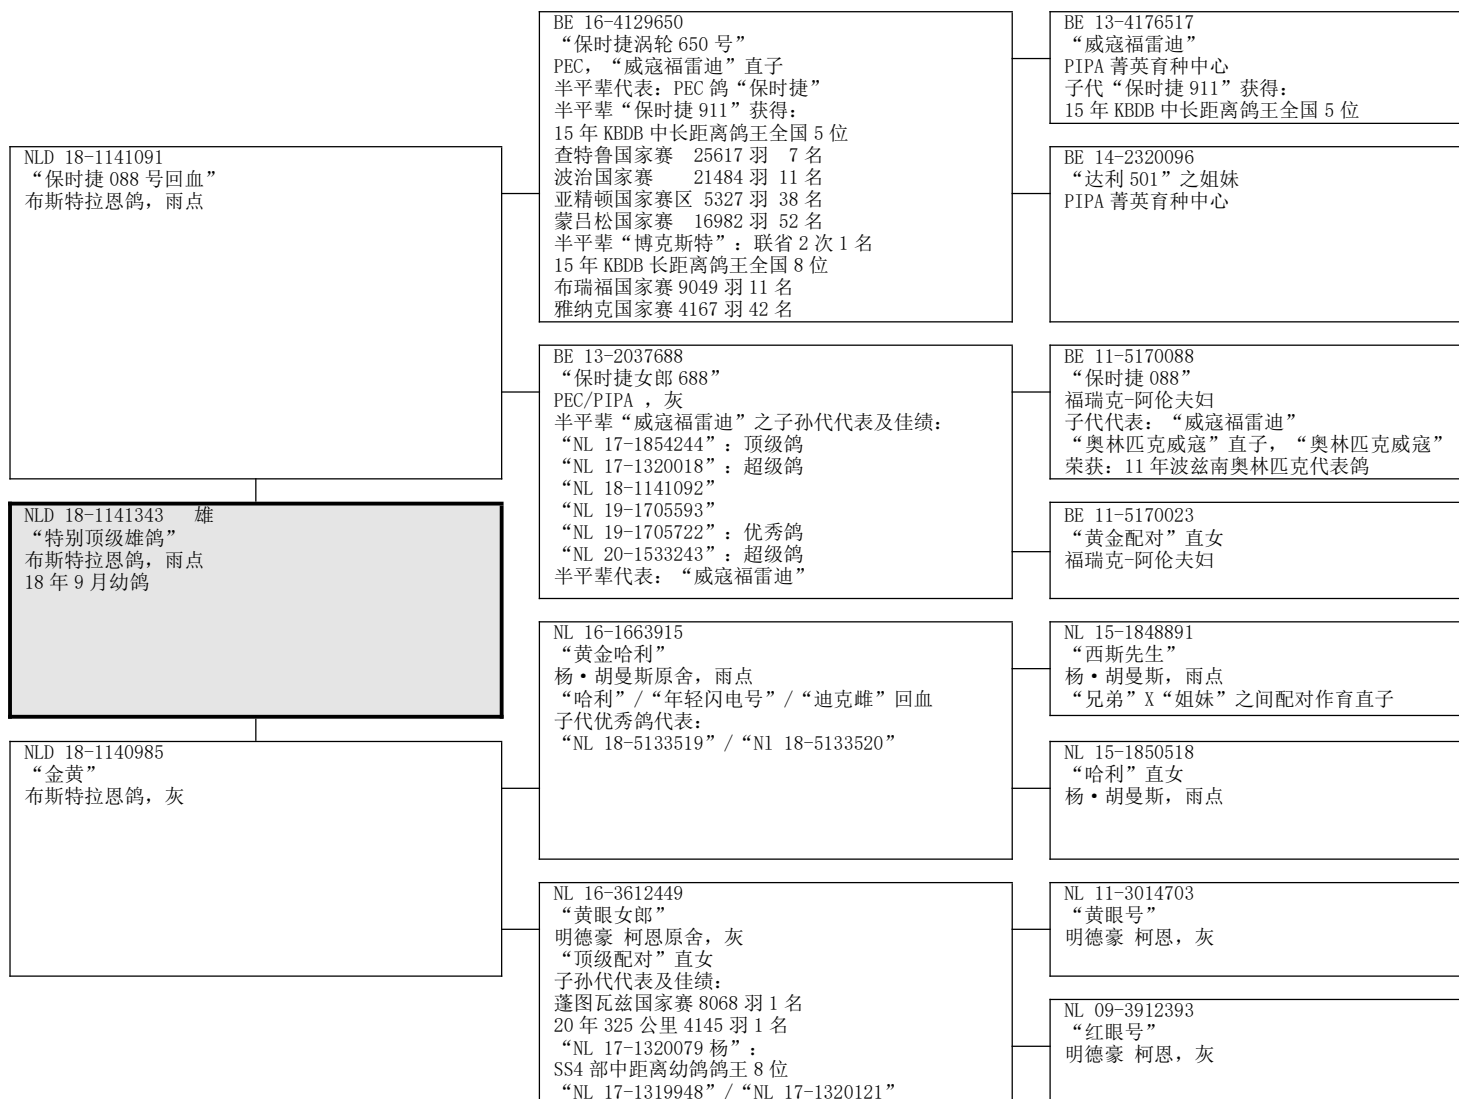 NLD 18-1141091
“保时捷 088 号回血”
布斯特拉恩鸽，雨点
NLD 18-1141343 雄
“特别顶级雄鸽”
布斯特拉恩鸽，雨点
18 年 9 月幼鸽
NLD 18-1140985
“金黄”
布斯特拉恩鸽，灰
BE 16-4129650
“保时捷涡轮 650 号”
PEC，“威寇福雷迪”直子
半平辈代表：PEC 鸽“保时捷”
半平辈“保时捷 911”获得：
15 年 KBDB 中长距离鸽王全国 5 位
查特鲁国家赛 25617 羽 7 名
波治国家赛 21484 羽 11 名
亚精顿国家赛区 5327 羽 38 名
蒙吕松国家赛 16982 羽 52 名
半平辈“博克斯特”：联省 2 次 1 名
15 年 KBDB 长距离鸽王全国 8 位
布瑞福国家赛 9049 羽 11 名
雅纳克国家赛 4167 羽 42 名
BE 13-2037688
“保时捷女郎 688”
PEC/PIPA ，灰
半平辈“威寇福雷迪”之子孙代代表及佳绩：
“NL 17-1854244”：顶级鸽
“NL 17-1320018”：超级鸽
“NL 18-1141092”
“NL 19-1705593”
“NL 19-1705722”：优秀鸽
“NL 20-1533243”：超级鸽
半平辈代表：“威寇福雷迪”
NL 16-1663915
“黄金哈利”
杨·胡曼斯原舍，雨点
“哈利”/“年轻闪电号”/“迪克雌”回血
子代优秀鸽代表：
“NL 18-5133519”/“Nl 18-5133520”
NL 16-3612449
“黄眼女郎”
明德豪 柯恩原舍，灰
“顶级配对”直女
子孙代代表及佳绩：
蓬图瓦兹国家赛 8068 羽 1 名
20 年 325 公里 4145 羽 1 名
“NL 17-1320079 杨”：
SS4 部中距离幼鸽鸽王 8 位
“NL 17-1319948”/“NL 17-1320121”
BE 13-4176517
“威寇福雷迪”
PIPA 菁英育种中心
子代“保时捷 911”获得：
15 年 KBDB 中长距离鸽王全国 5 位
BE 14-2320096
“达利 501”之姐妹
PIPA 菁英育种中心
BE 11-5170088
“保时捷 088”
福瑞克-阿伦夫妇
子代代表：“威寇福雷迪”
“奥林匹克威寇”直子，“奥林匹克威寇”
荣获：11 年波兹南奥林匹克代表鸽
BE 11-5170023
“黄金配对”直女
福瑞克-阿伦夫妇
NL 15-1848891
“西斯先生”
杨·胡曼斯，雨点
“兄弟”X“姐妹”之间配对作育直子
NL 15-1850518
“哈利”直女
杨·胡曼斯，雨点
NL 11-3014703
“黄眼号”
明德豪 柯恩，灰
NL 09-3912393
“红眼号”
明德豪 柯恩，灰